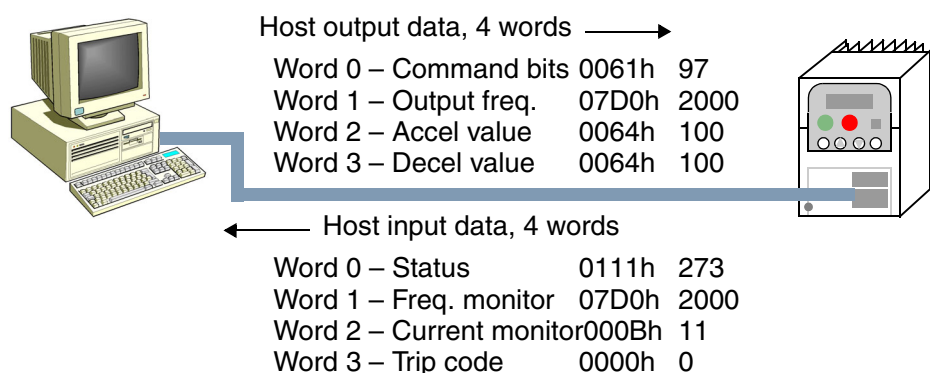 Host output data, 4 words
Word 0 – Command bits 0061h 97
Word 1 – Output freq. 07D0h 2000
Word 2 – Accel value 0064h 100
Word 3 – Decel value 0064h 100
Host input data, 4 words
Word 0 – Status 0111h 273
Word 1 – Freq. monitor 07D0h 2000
Word 2 – Current monitor000Bh 11
Word 3 – Trip code 0000h 0